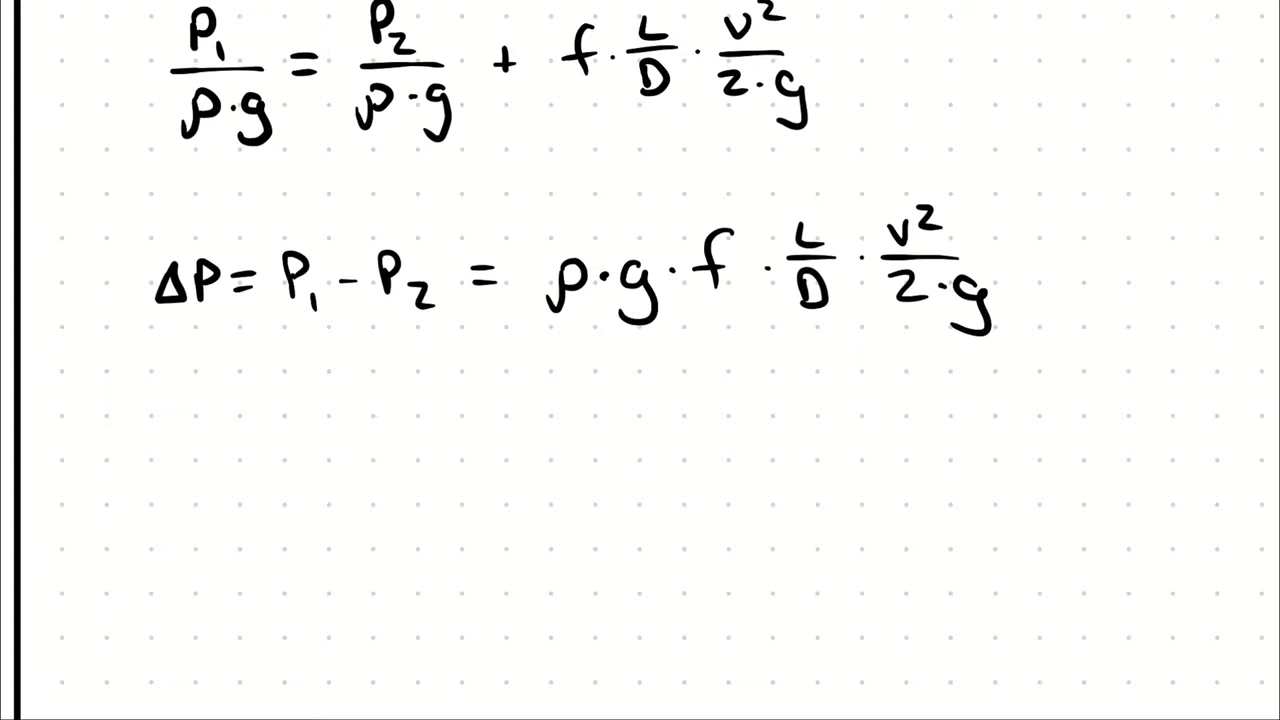 P₁/(ρ·g) = P₂/(ρ·g) + f · L/D · v²/(2·g)
ΔP = P₁ - P₂ = ρ·g·f · L/D · v²/(2·g)